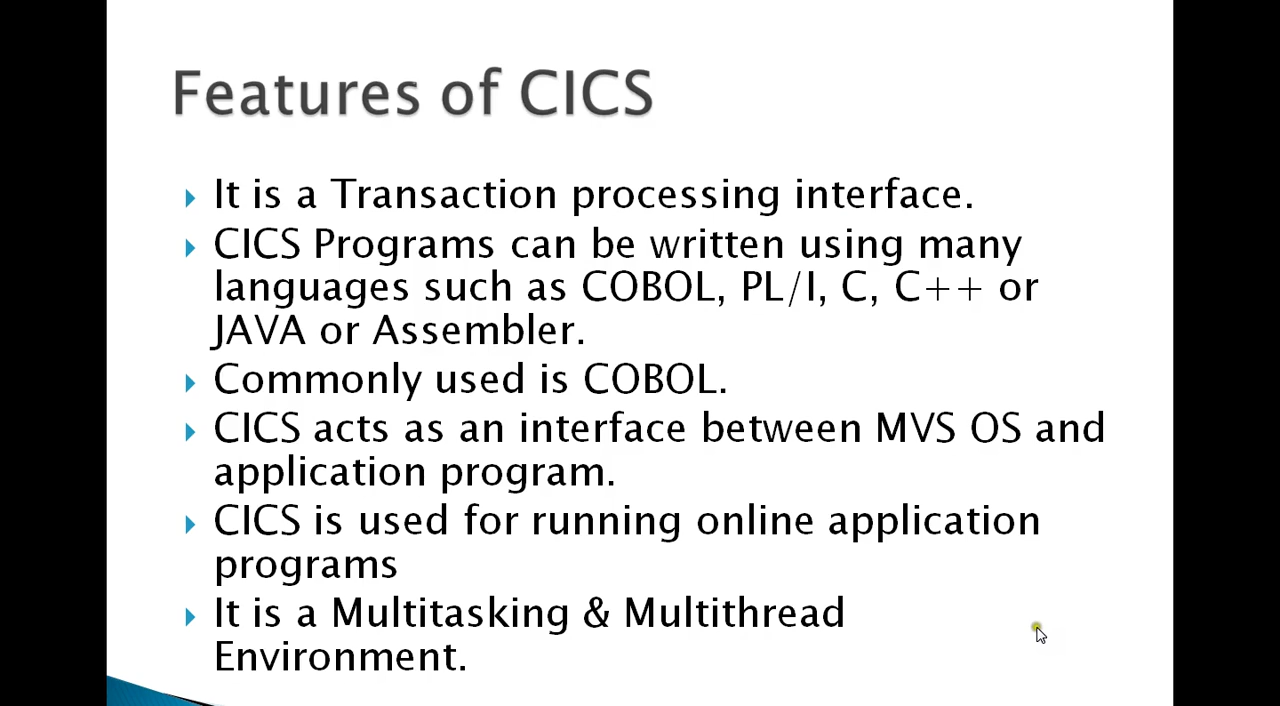 Features of CICS
It is a Transaction processing interface.
CICS Programs can be written using many
languages such as COBOL, PL/I, C, C++ or
JAVA or Assembler.
Commonly used is COBOL.
CICS acts as an interface between MVS OS and
application program.
CICS is used for running online application
programs
It is a Multitasking & Multithread
Environment.